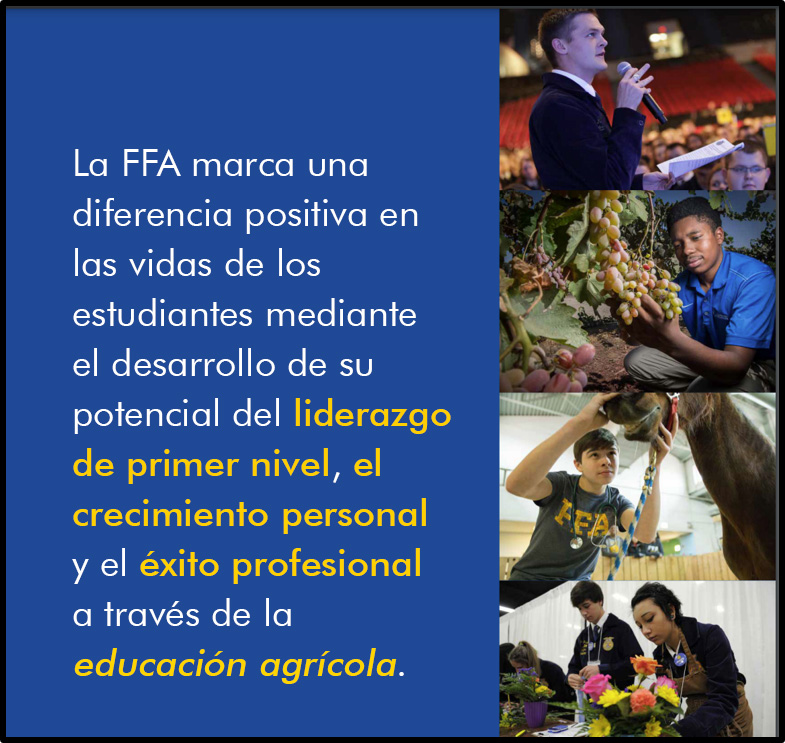 La FFA marca una
diferencia positiva en
las vidas de los
estudiantes mediante
el desarrollo de su
potencial del liderazgo
de primer nivel, el
crecimiento personal
y el éxito profesional
a través de la
educación agrícola.
FFA